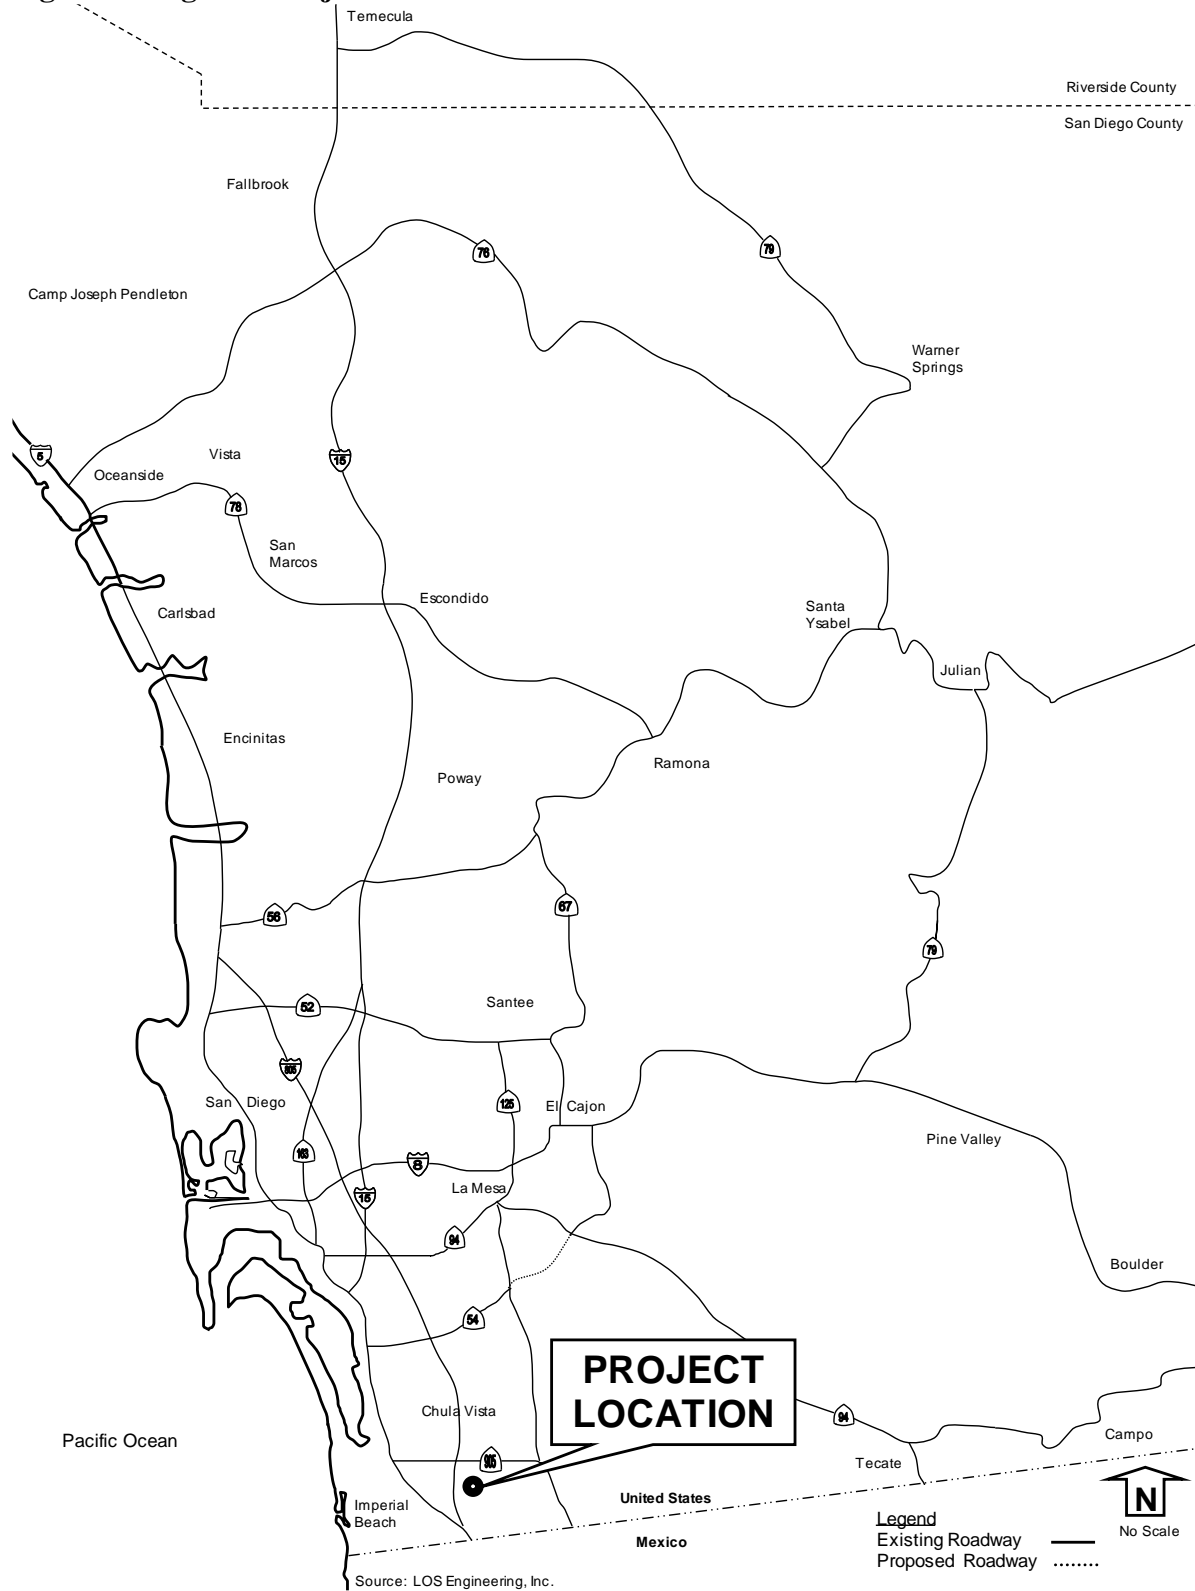 Temecula
Riverside County
San Diego County
Fallbrook
76
79
Camp Joseph Pendleton
Warner
Springs
5
Vista
15
Oceanside
78
San
Marcos
Escondido
Carlsbad
Santa
Ysabel
Julian
Encinitas
Ramona
Poway
56
67
79
Santee
52
805
San Diego
125
El Cajon
Pine Valley
163
8
La Mesa
15
94
Boulder
54
PROJECT
LOCATION
Chula Vista
94
Campo
Pacific Ocean
905
Tecate
Imperial
Beach
United States
Mexico
N
No Scale
Legend
Existing Roadway
Proposed Roadway
Source: LOS Engineering, Inc.